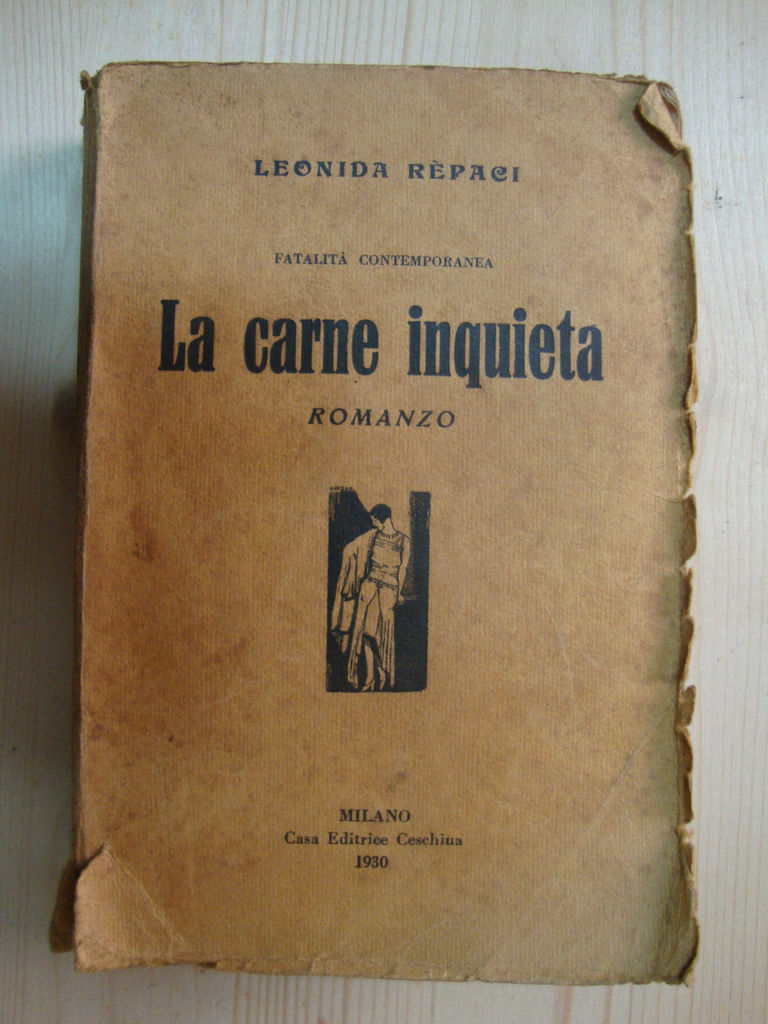 LEONIDA RÈPACI
FATALITÀ CONTEMPORANEA
La carne inquieta
ROMANZO
MILANO
Casa Editrice Ceschina
1930